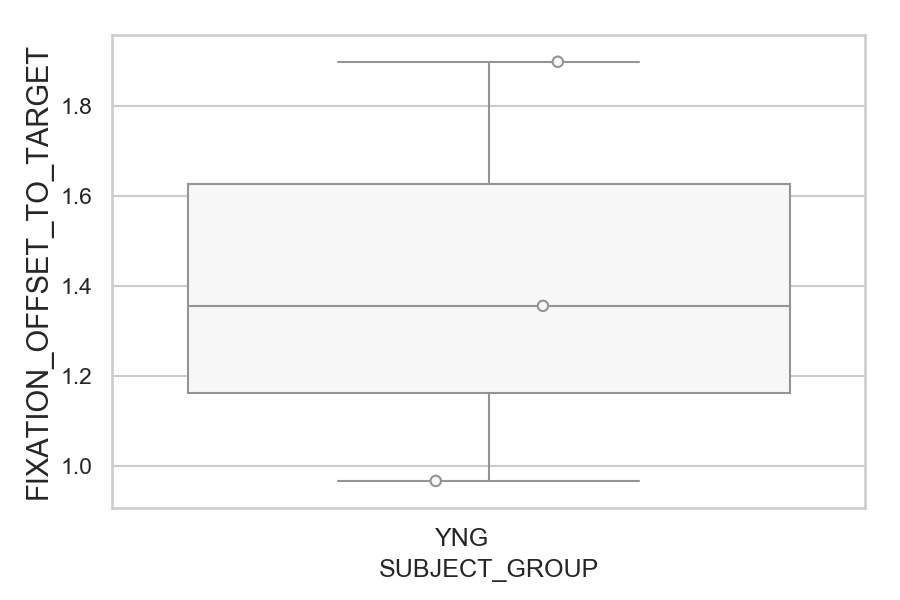 FIXATION_OFFSET_TO_TARGET
1.8
1.6
1.4
1.2
1.0
YNG
SUBJECT_GROUP